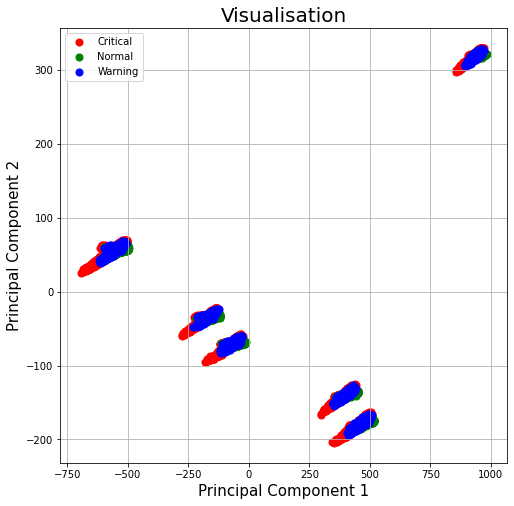 Visualisation
Critical
Normal
Warning
300
200
100
0
−100
−200
Principal Component 2
−750
−500
−250
0
250
500
750
1000
Principal Component 1